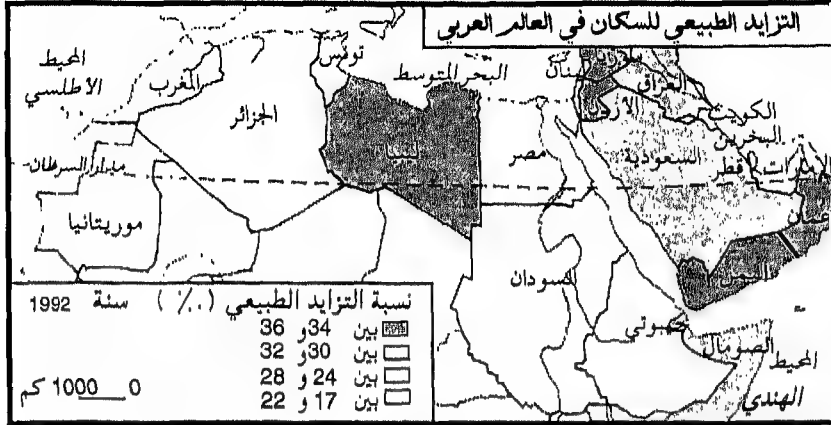 التزايد الطبيعي للسكان في العالم العربي
المحيط
الأطلسي
المغرب
تونس
البحر المتوسط
الجزائر
ليبيا
مصر
العراق
الأردن
الكويت
البحرين
السعودية
قطر
الإمارات
عمان
اليمن
مدار السرطان
موريتانيا
السودان
جيبوتي
الصومال
المحيط
الهندي
نسبة التزايد الطبيعي (‰) سنة 1992
بين 34 و 36
بين 30 و 32
بين 24 و 28
بين 17 و 22
0 1000 كم